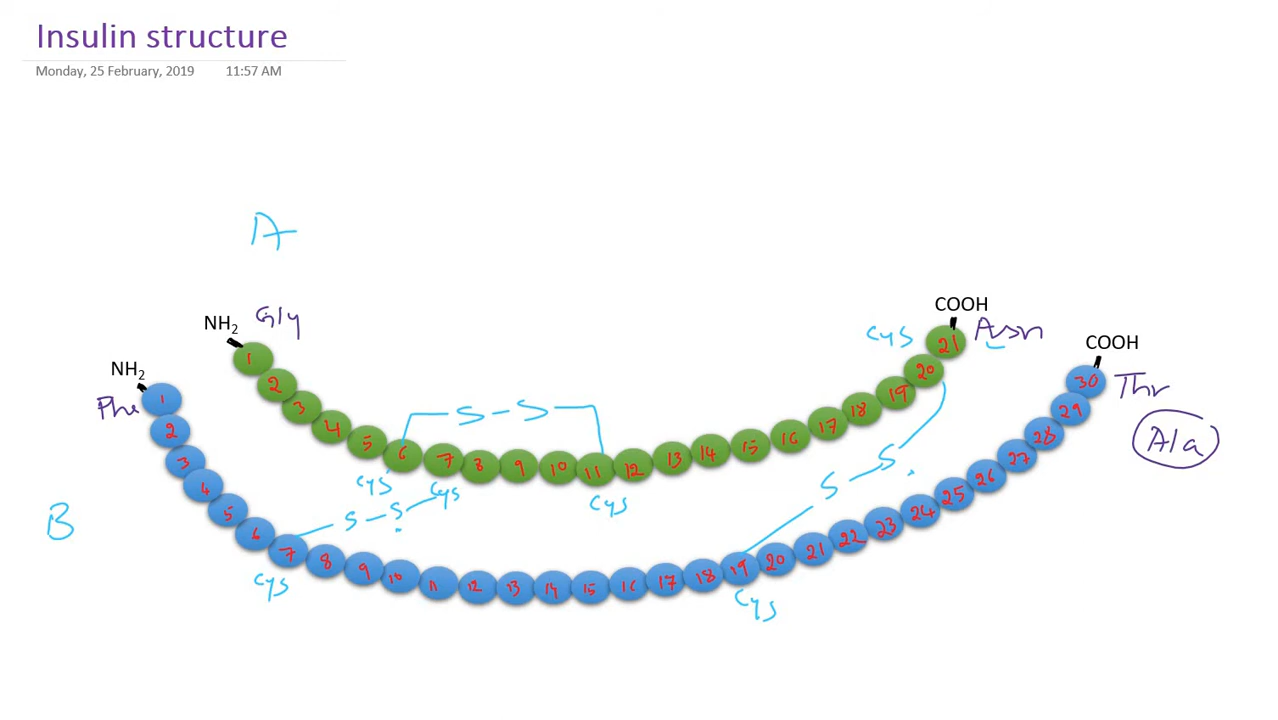 Insulin structure
Monday, 25 February, 2019 11:57 AM
A
NH2 Gly
COOH
Cys Assn
COOH
NH2
Phe
Thr
Ala
B
1 2 3 4 5 6 7 8 9 10 11 12 13 14 15 16 17 18 19 20 21
S-S
Cys Cys Cys
S-S
S-S
1 2 3 4 5 6 7 8 9 10 11 12 13 14 15 16 17 18 19 20 21 22 23 24 25 26 27 28 29 30
Cys Cys